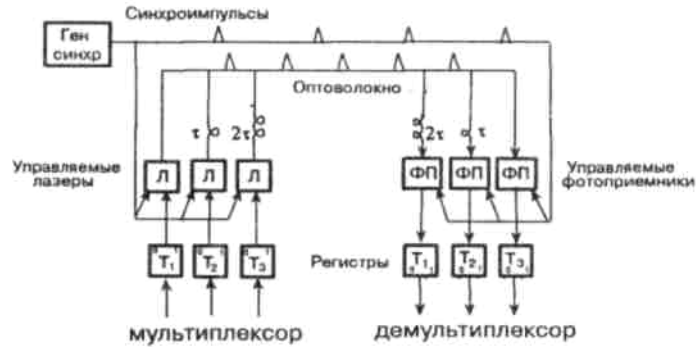 Синхроимпульсы
Ген
синхр
Оптоволокно
τ 2τ 2τ τ
Управляемые
лазеры
Л Л Л
ФП ФП ФП
Управляемые
фотоприемники
T1 T2 T3
Регистры
T1 T2 T3
мультиплексор
демультиплексор